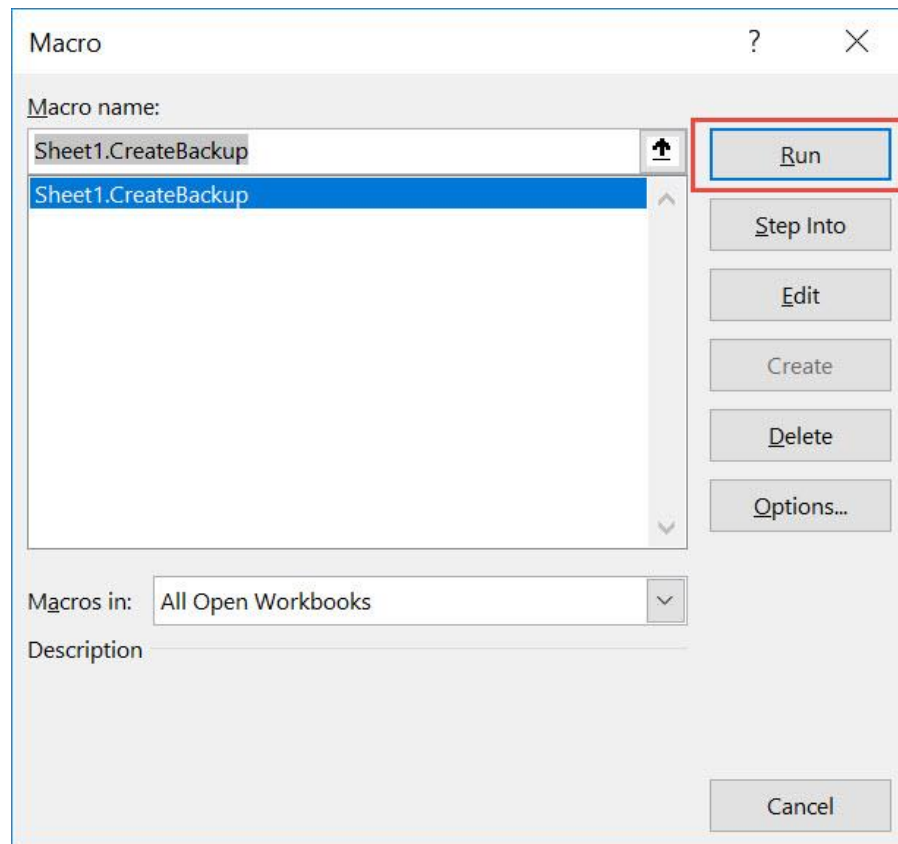 Macro
?
Macro name:
Sheet1.CreateBackup
Sheet1.CreateBackup
Run
Step Into
Edit
Create
Delete
Options...
Macros in:
All Open Workbooks
Description
Cancel